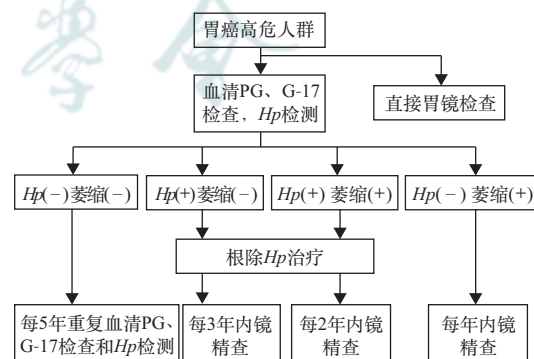 學會
胃癌高危人群
血清PG、G-17
检查，Hp检测
直接胃镜检查
Hp(-)萎缩(-)
Hp(+)萎缩(-)
Hp(+) 萎缩(+)
Hp(-) 萎缩(+)
根除Hp治疗
每5年重复血清PG、
G-17检查和Hp检测
每3年内镜
精查
每2年内镜
精查
每年内镜
精查